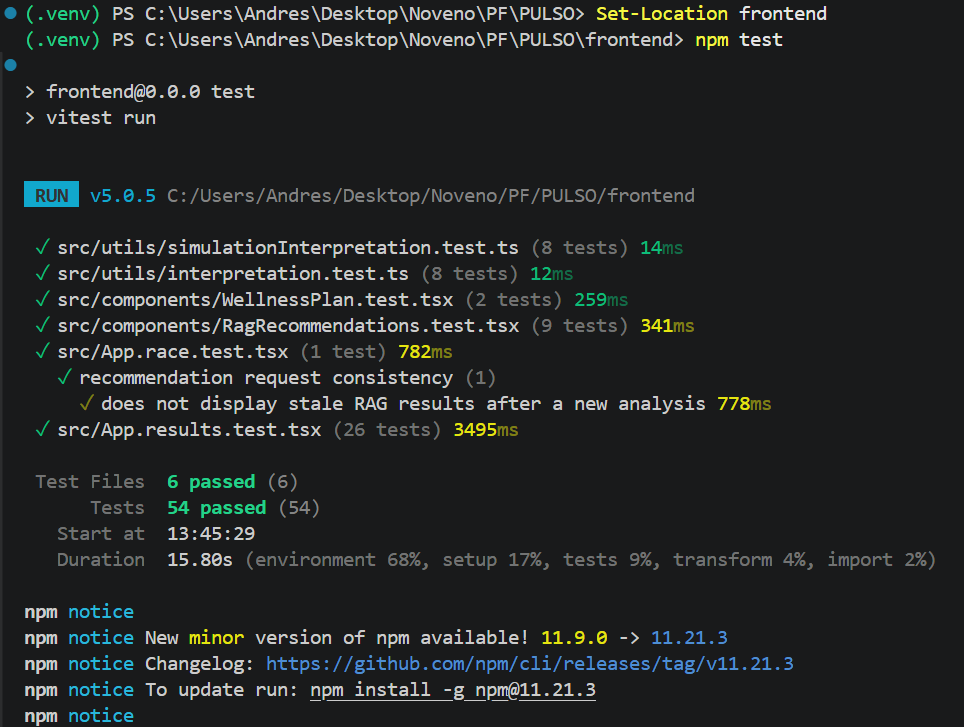 (.venv) PS C:\Users\Andres\Desktop\Noveno\PF\PULSO> Set-Location frontend
(.venv) PS C:\Users\Andres\Desktop\Noveno\PF\PULSO\frontend> npm test
> frontend@0.0.0 test
> vitest run
RUN v5.0.5 C:/Users/Andres/Desktop/Noveno/PF/PULSO/frontend
✓ src/utils/simulationInterpretation.test.ts (8 tests) 14ms
✓ src/utils/interpretation.test.ts (8 tests) 12ms
✓ src/components/WellnessPlan.test.tsx (2 tests) 259ms
✓ src/components/RagRecommendations.test.tsx (9 tests) 341ms
✓ src/App.race.test.tsx (1 test) 782ms
✓ recommendation request consistency (1)
✓ does not display stale RAG results after a new analysis 778ms
✓ src/App.results.test.tsx (26 tests) 3495ms
Test Files 6 passed (6)
Tests 54 passed (54)
Start at 13:45:29
Duration 15.80s (environment 68%, setup 17%, tests 9%, transform 4%, import 2%)
npm notice
npm notice New minor version of npm available! 11.9.0 -> 11.21.3
npm notice Changelog: https://github.com/npm/cli/releases/tag/v11.21.3
npm notice To update run: npm install -g npm@11.21.3
npm notice